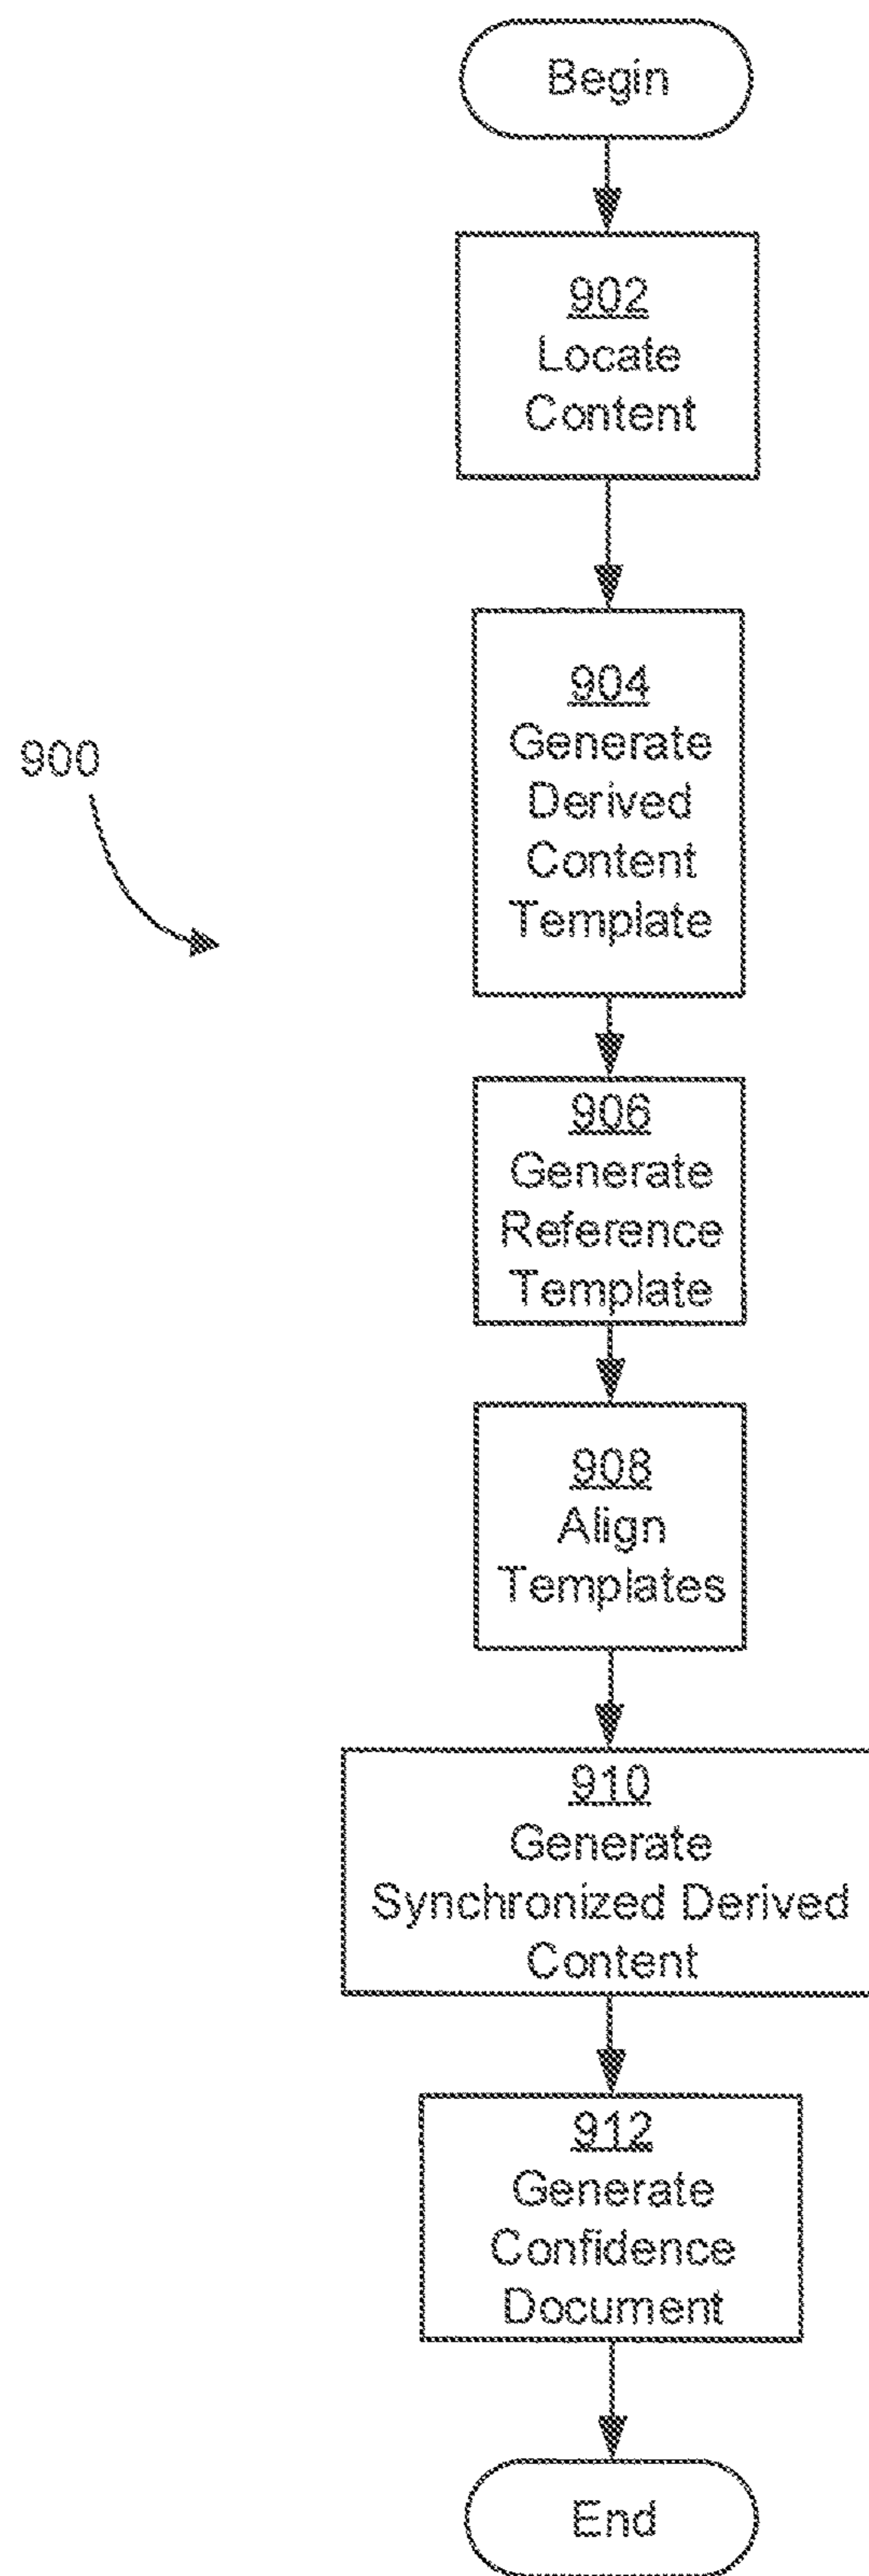 Begin
902
Locate
Content
900
904
Generate
Derived
Content
Template
906
Generate
Reference
Template
908
Align
Templates
910
Generate
Synchronized Derived
Content
912
Generate
Confidence
Document
End